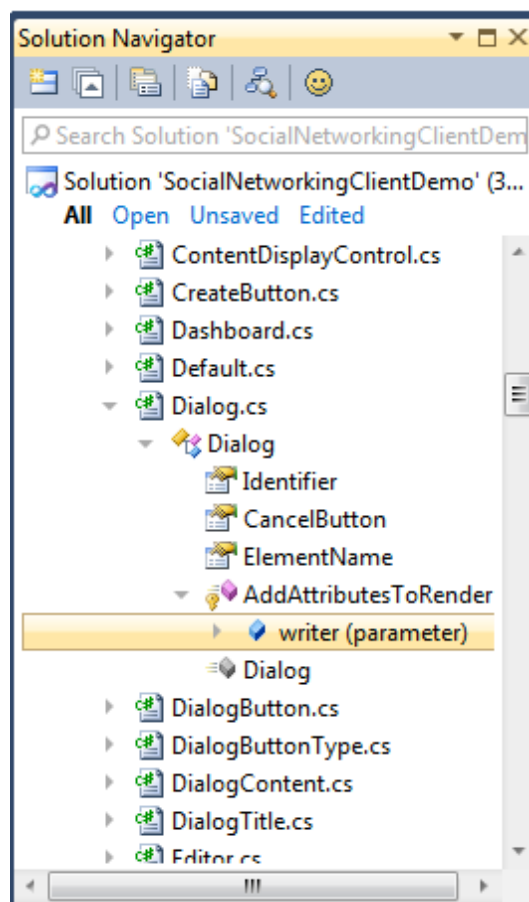 Solution Navigator
Search Solution 'SocialNetworkingClientDem
Solution 'SocialNetworkingClientDemo' (3...
All Open Unsaved Edited
ContentDisplayControl.cs
CreateButton.cs
Dashboard.cs
Default.cs
Dialog.cs
Dialog
Identifier
CancelButton
ElementName
AddAttributesToRender
writer (parameter)
Dialog
DialogButton.cs
DialogButtonType.cs
DialogContent.cs
DialogTitle.cs
Editor.cs